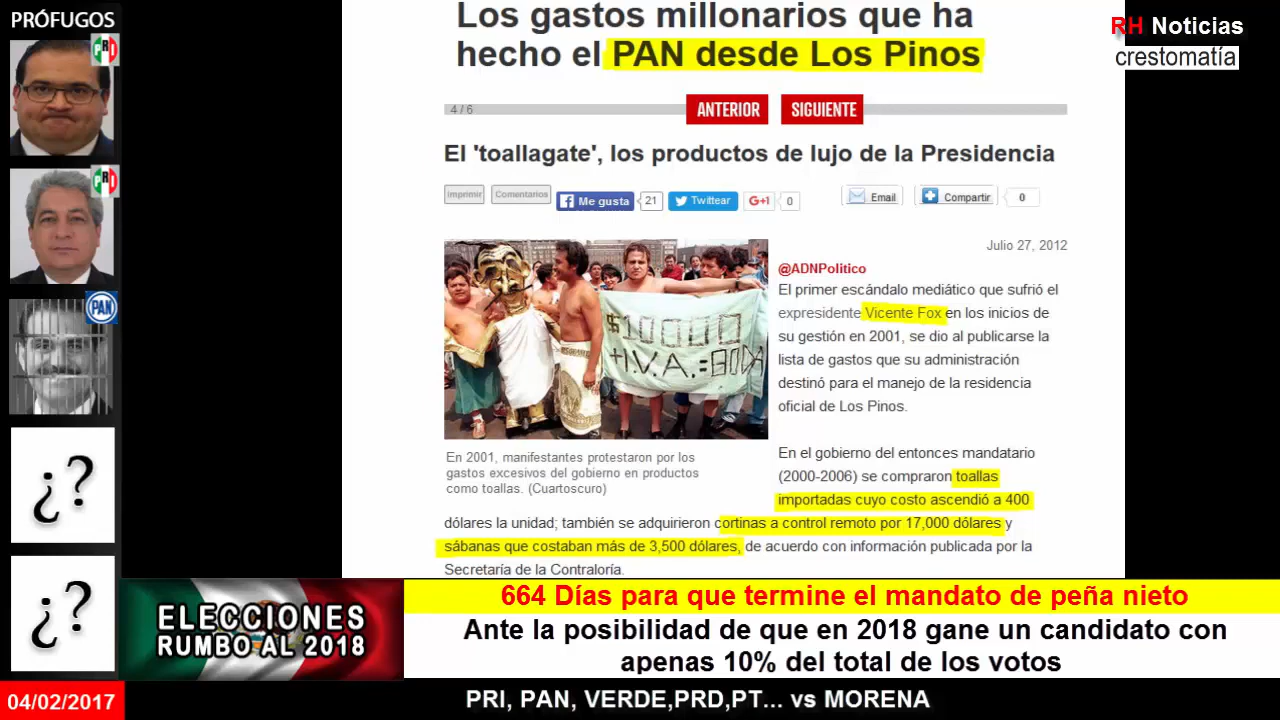 PRÓFUGOS
PRI
PRI
PAN
¿?
¿?
04/02/2017
Los gastos millonarios que ha
hecho el PAN desde Los Pinos
RH Noticias
crestomatía
4 / 6
ANTERIOR
SIGUIENTE
El 'toallagate', los productos de lujo de la Presidencia
Imprimir
Comentarios
Me gusta
21
Twittear
G+1
0
Email
Compartir
0
Julio 27, 2012
$10000
+I.V.A.=BODA
En 2001, manifestantes protestaron por los
gastos excesivos del gobierno en productos
como toallas. (Cuartoscuro)
@ADNPolitico
El primer escándalo mediático que sufrió el
expresidente Vicente Fox en los inicios de
su gestión en 2001, se dio al publicarse la
lista de gastos que su administración
destinó para el manejo de la residencia
oficial de Los Pinos.
En el gobierno del entonces mandatario
(2000-2006) se compraron toallas
importadas cuyo costo ascendió a 400
dólares la unidad; también se adquirieron cortinas a control remoto por 17,000 dólares y
sábanas que costaban más de 3,500 dólares, de acuerdo con información publicada por la
Secretaría de la Contraloría.
ELECCIONES
RUMBO AL 2018
664 Días para que termine el mandato de peña nieto
Ante la posibilidad de que en 2018 gane un candidato con
apenas 10% del total de los votos
PRI, PAN, VERDE,PRD,PT... vs MORENA